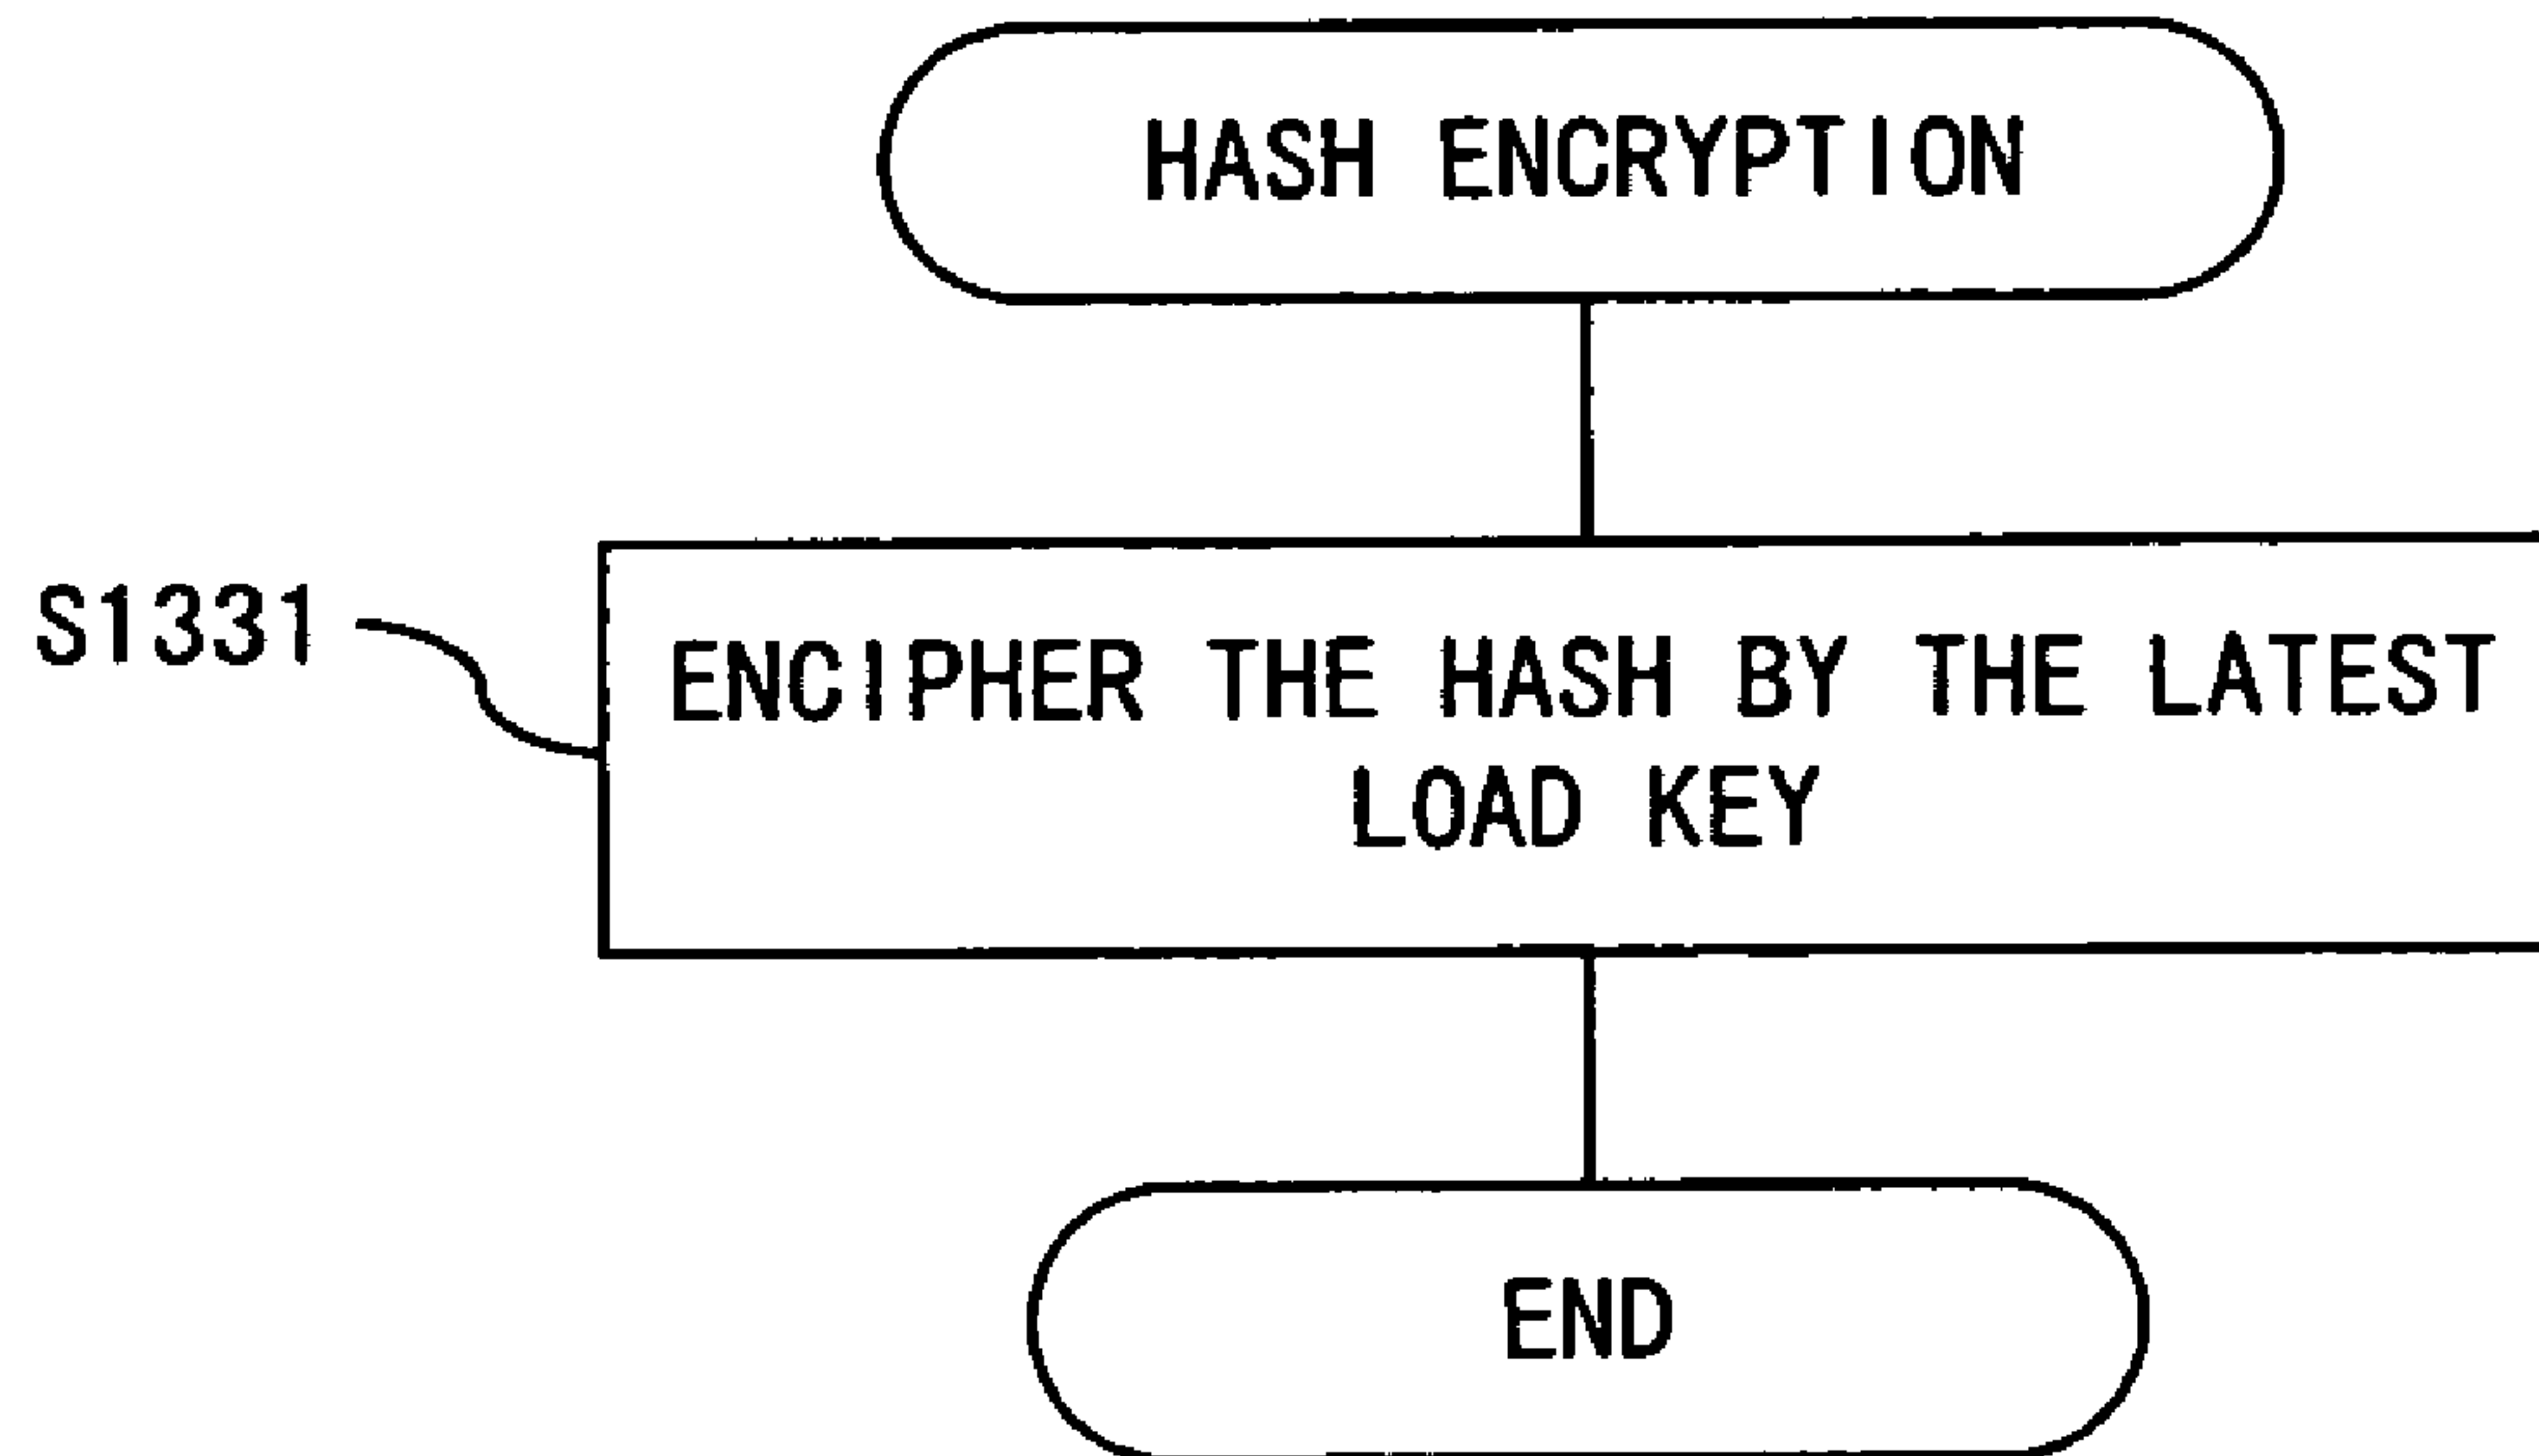 HASH ENCRYPTION
S1331
ENCIPHER THE HASH BY THE LATEST
LOAD KEY
END